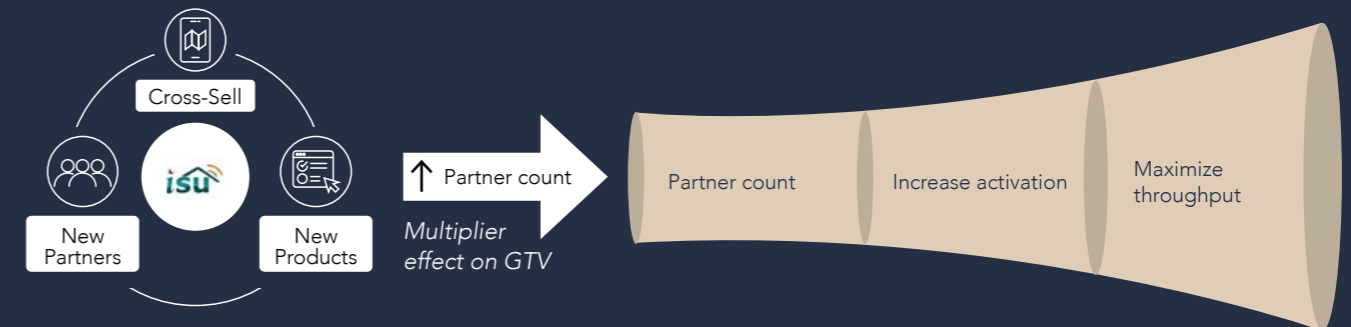 Cross-Sell
isu
New
Partners
New
Products
↑ Partner count
Multiplier
effect on GTV
Partner count
Increase activation
Maximize
throughput